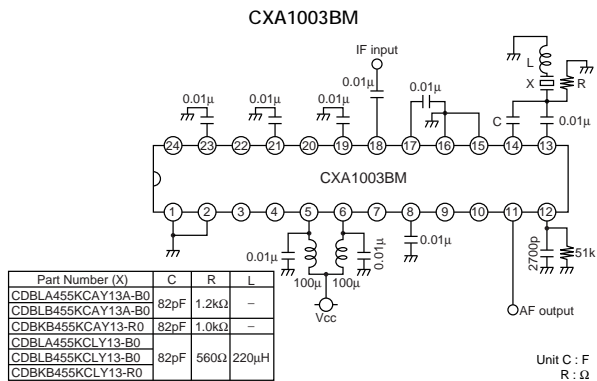 CXA1003BM
IF input
L
X
R
0.01μ
0.01μ
0.01μ
0.01μ
0.01μ
C
0.01μ
24 23 22 21 20 19 18 17 16 15 14 13
CXA1003BM
1 2 3 4 5 6 7 8 9 10 11 12
0.01μ
0.01μ
0.01μ
2700p
51k
100μ 100μ
Vcc
AF output
Part Number (X) C R L
CDBLA455KCAY13A-B0
CDBLB455KCAY13A-B0
82pF 1.2kΩ –
CDBKB455KCAY13-R0 82pF 1.0kΩ –
CDBLA455KCLY13-B0
CDBLB455KCLY13-B0
82pF 560Ω 220μH
CDBKB455KCLY13-R0
Unit C : F
R : Ω